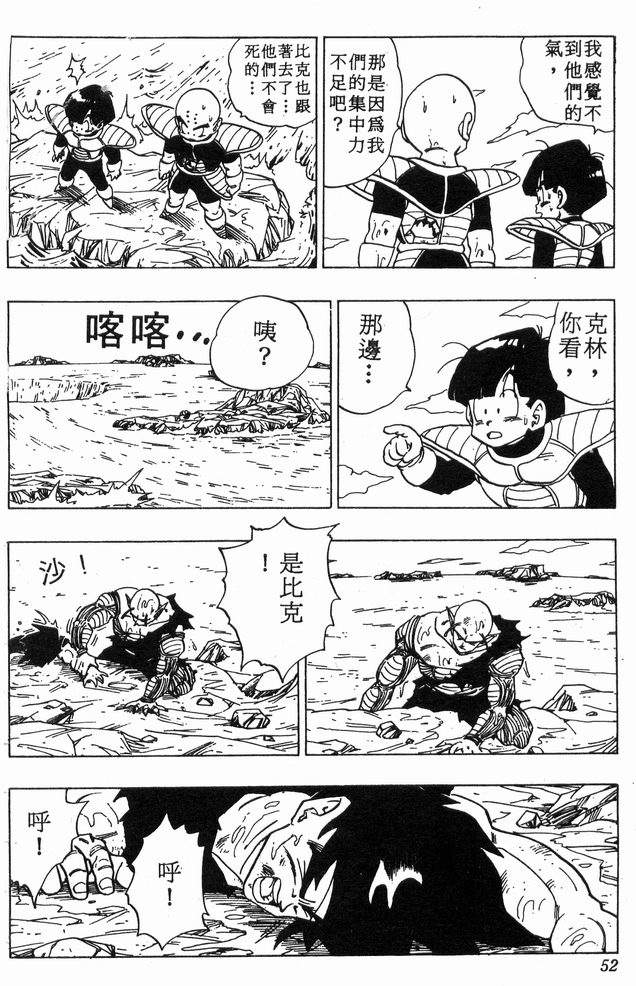 我感覺不
到他們的
氣，
那是因爲我
們的集中力
不足吧？
比克也跟
著去了…
他們不會
死的…
克林，
你看，
那邊…
咦？
喀喀…
是比克
！
沙！
呼！
呼！
52